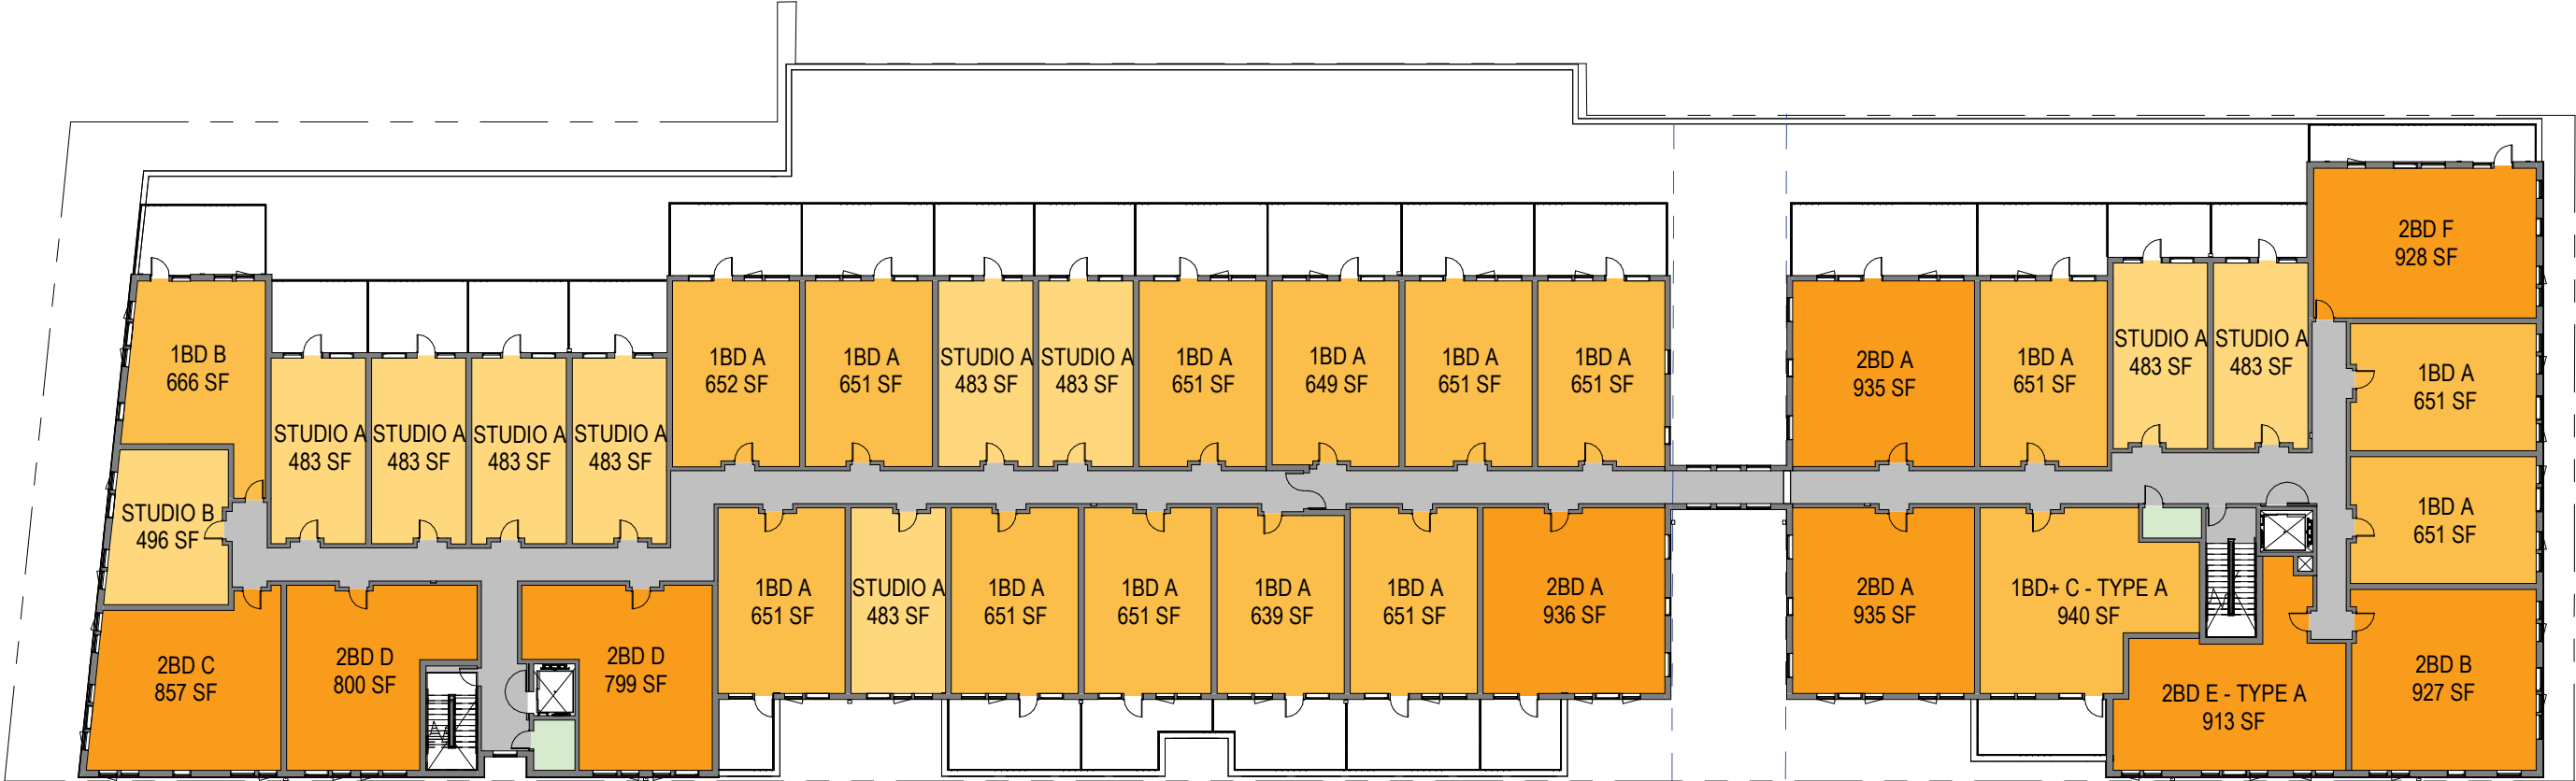 2BD F
928 SF
1BD B
666 SF
1BD A
652 SF
1BD A
651 SF
STUDIO A
483 SF
STUDIO A
483 SF
1BD A
651 SF
1BD A
649 SF
1BD A
651 SF
1BD A
651 SF
2BD A
935 SF
1BD A
651 SF
STUDIO A
483 SF
STUDIO A
483 SF
1BD A
651 SF
STUDIO A
483 SF
STUDIO A
483 SF
STUDIO A
483 SF
STUDIO A
483 SF
STUDIO B
496 SF
1BD A
651 SF
1BD A
651 SF
STUDIO A
483 SF
1BD A
651 SF
1BD A
651 SF
1BD A
639 SF
1BD A
651 SF
2BD A
936 SF
2BD A
935 SF
1BD+ C - TYPE A
940 SF
2BD C
857 SF
2BD D
800 SF
2BD D
799 SF
2BD E - TYPE A
913 SF
2BD B
927 SF